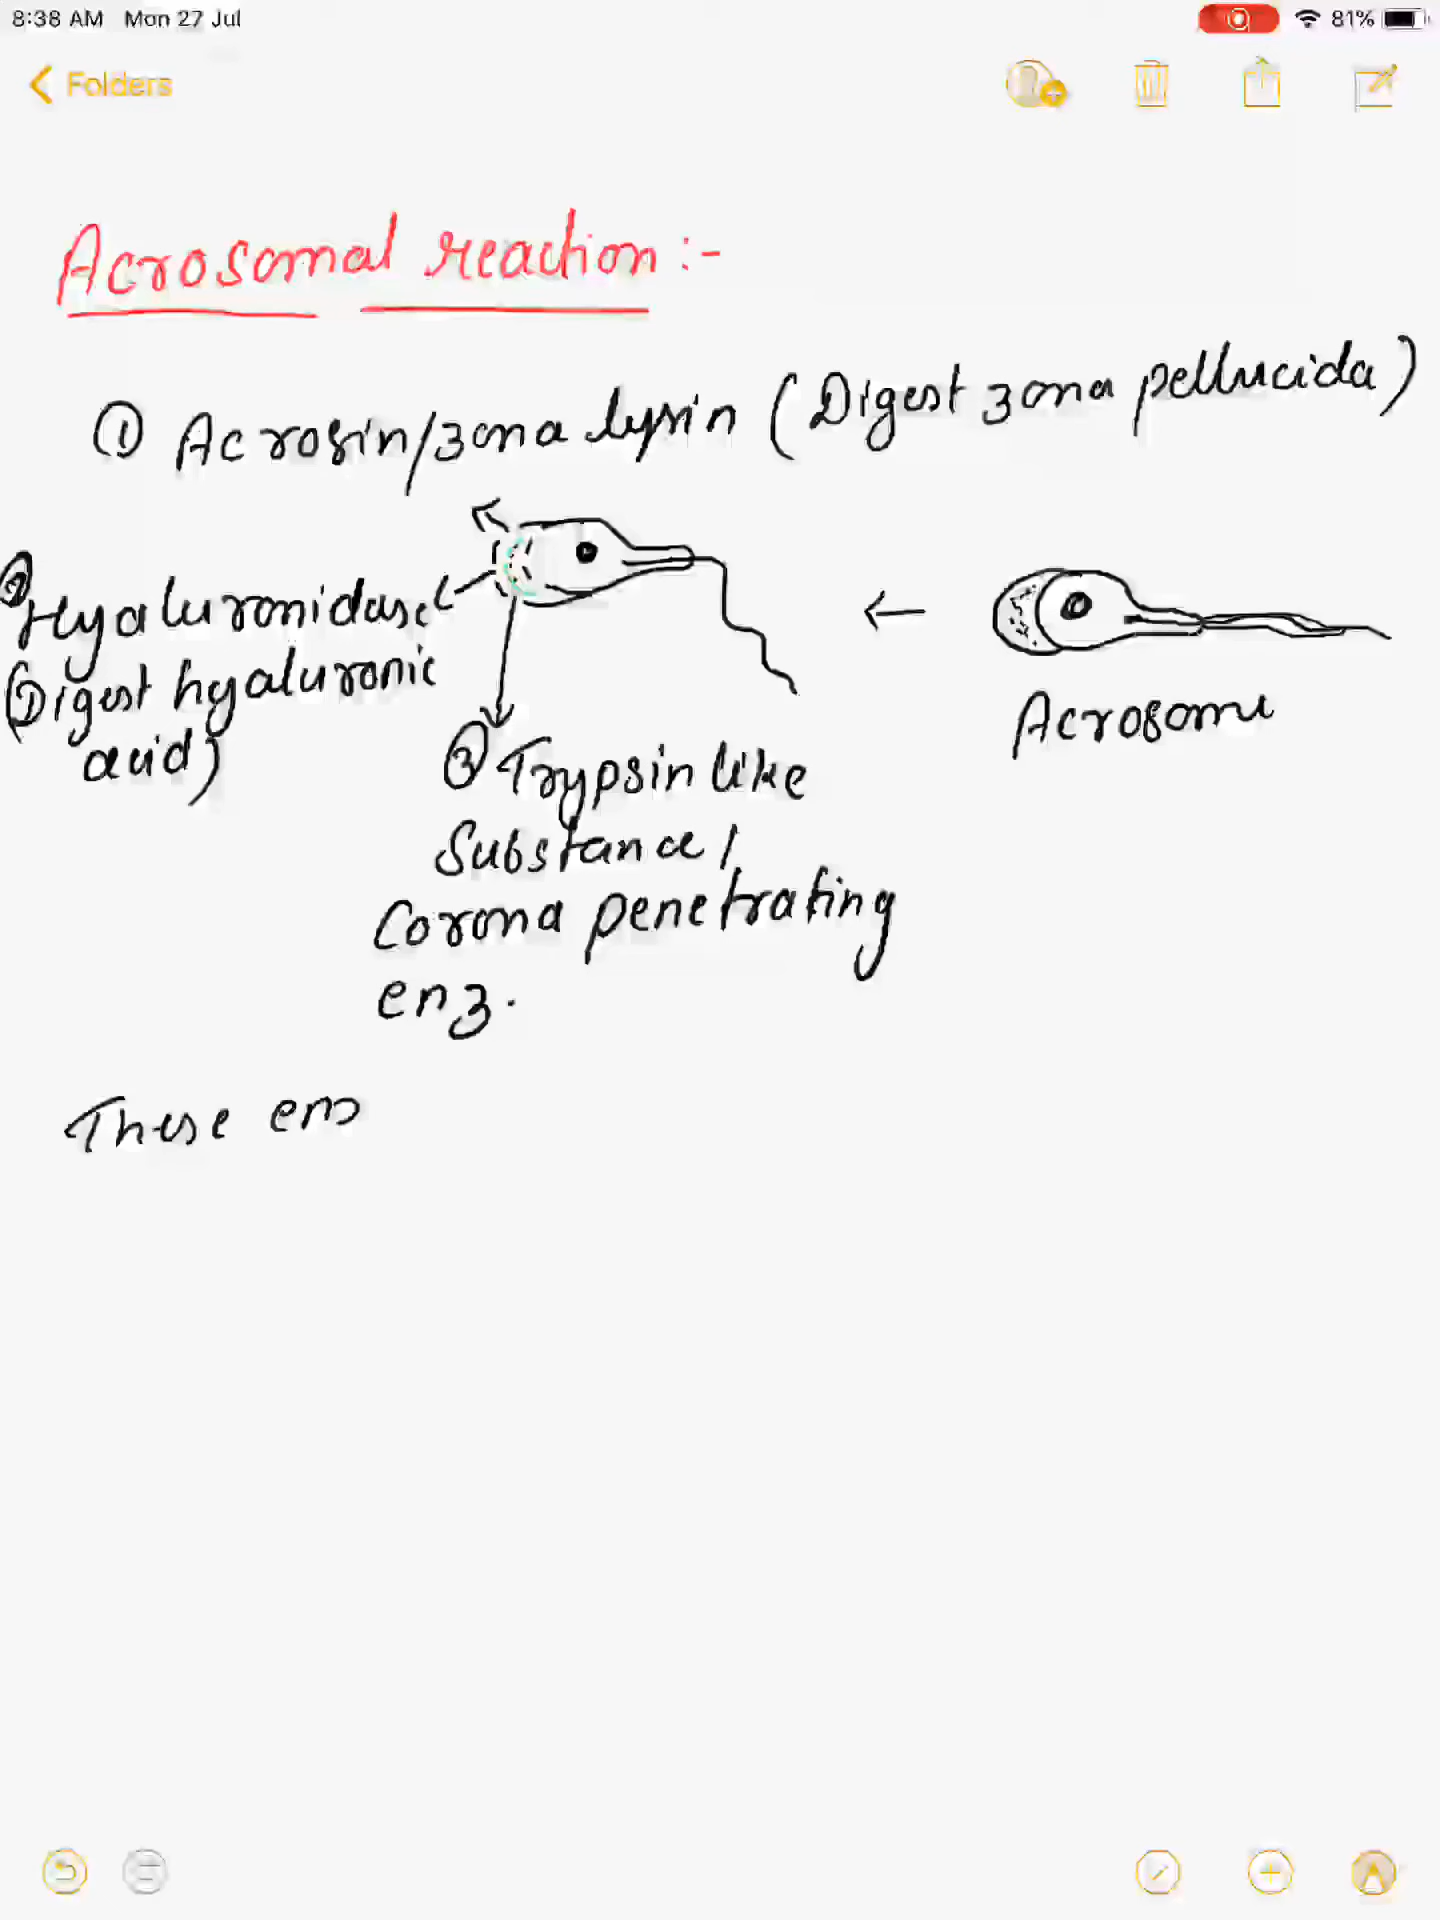 8:38 AM Mon 27 Jul
81%
Folders
Acrosomal reaction :-
① Acrosin/zona lysin (Digest zona pellucida)
② Hyaluronidase
(Digest hyaluronic
acid)
←
Acrosome
③ Trypsin like
Substance/
Corona penetrating
enz.
These enz